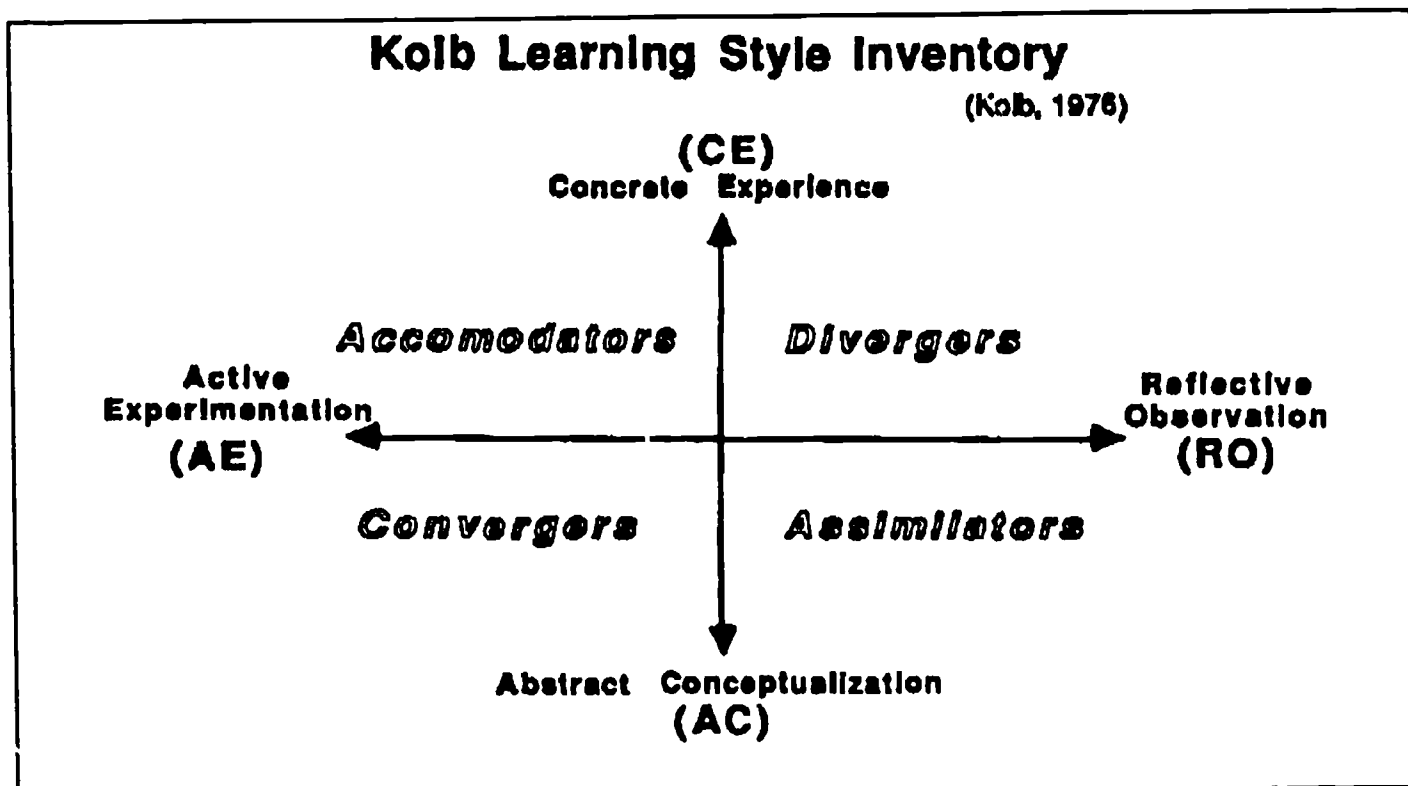 Kolb Learning Style Inventory
(Kolb, 1976)
(CE)
Concrete Experience
Accomodators
Divergers
Active
Experimentation
(AE)
Reflective
Observation
(RO)
Convergers
Assimilators
Abstract Conceptualization
(AC)